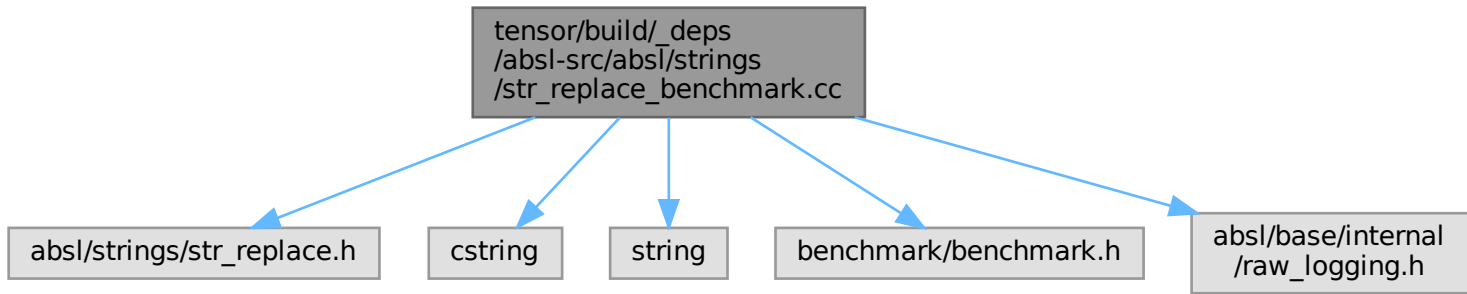 tensor/build/_deps
/absl-src/absl/strings
/str_replace_benchmark.cc
absl/strings/str_replace.h
cstring
string
benchmark/benchmark.h
absl/base/internal
/raw_logging.h